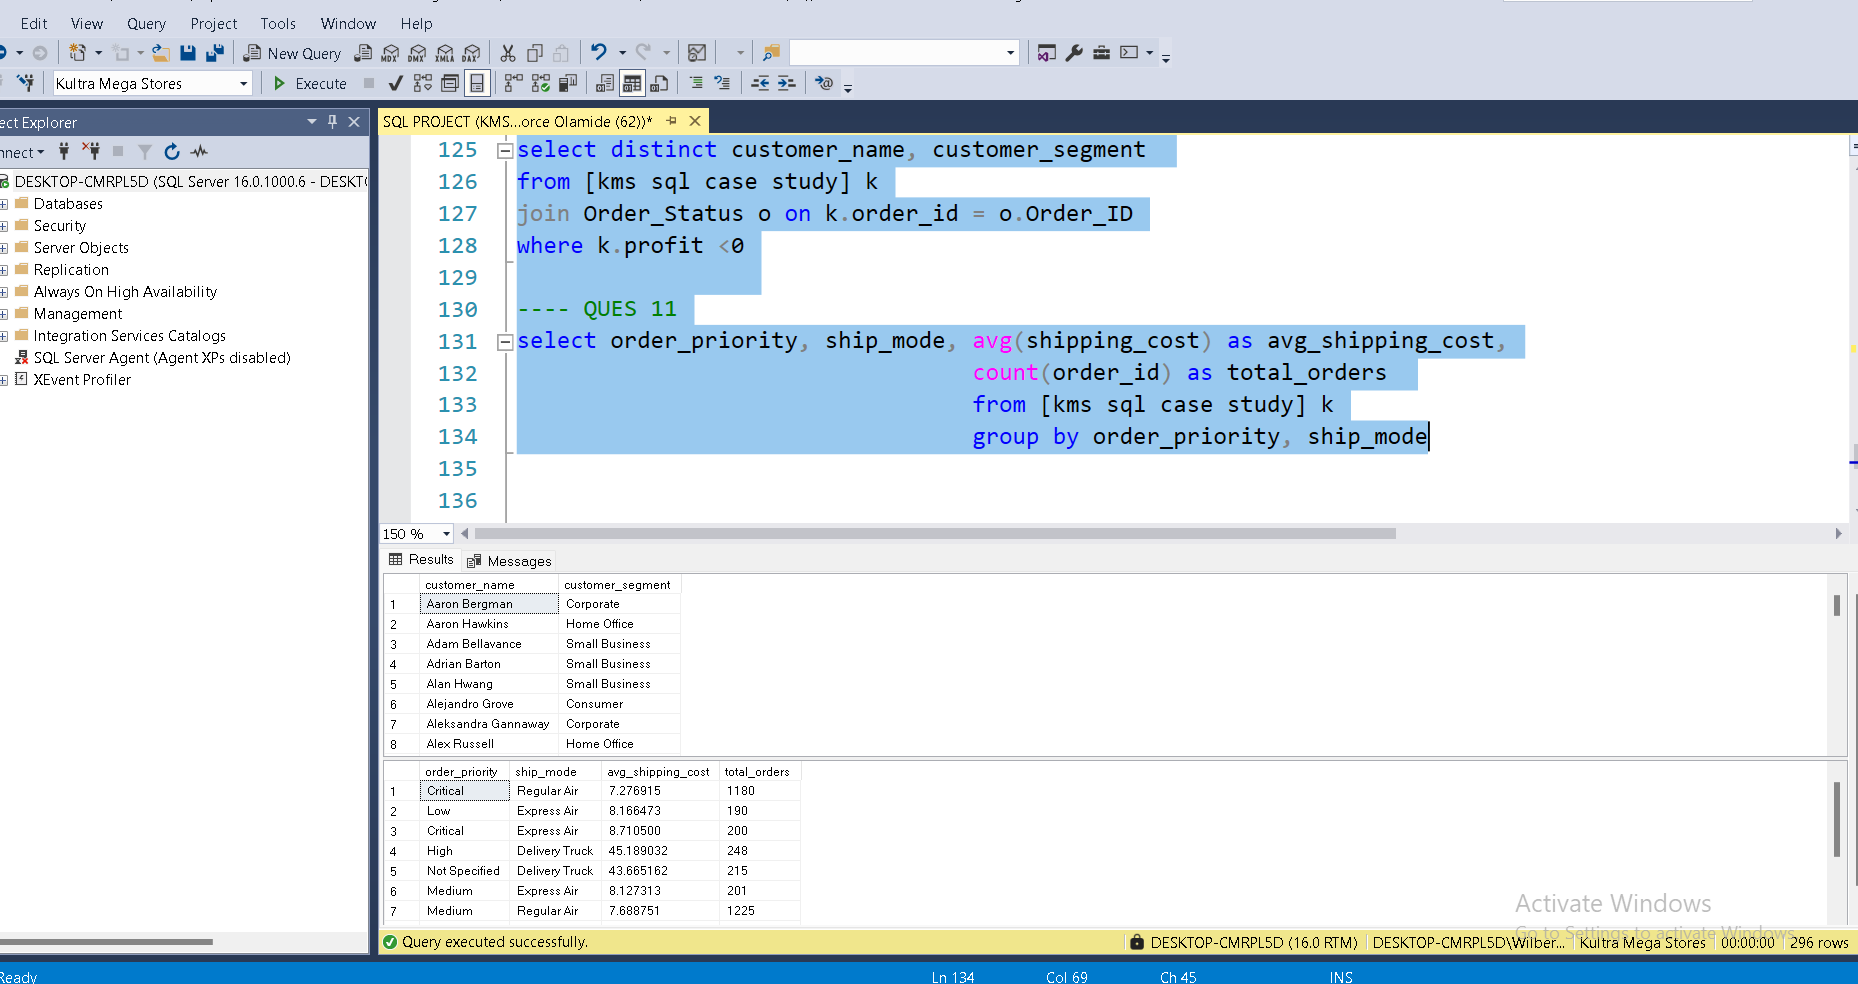 Edit View Query Project Tools Window Help
New Query MDX DMX XMLA DAX
Kultra Mega Stores Execute
ect Explorer
nnect
DESKTOP-CMRPL5D (SQL Server 16.0.1000.6 - DESKT
Databases
Security
Server Objects
Replication
Always On High Availability
Management
Integration Services Catalogs
SQL Server Agent (Agent XPs disabled)
XEvent Profiler
SQL PROJECT (KMS...orce Olamide (62))*
125 select distinct customer_name, customer_segment
126 from [kms sql case study] k
127 join Order_Status o on k.order_id = o.Order_ID
128 where k.profit <0
129
130 ---- QUES 11
131 select order_priority, ship_mode, avg(shipping_cost) as avg_shipping_cost,
132 count(order_id) as total_orders
133 from [kms sql case study] k
134 group by order_priority, ship_mode
135
136
150 %
Results Messages
customer_name customer_segment
1 Aaron Bergman Corporate
2 Aaron Hawkins Home Office
3 Adam Bellavance Small Business
4 Adrian Barton Small Business
5 Alan Hwang Small Business
6 Alejandro Grove Consumer
7 Aleksandra Gannaway Corporate
8 Alex Russell Home Office
order_priority ship_mode avg_shipping_cost total_orders
1 Critical Regular Air 7.276915 1180
2 Low Express Air 8.166473 190
3 Critical Express Air 8.710500 200
4 High Delivery Truck 45.189032 248
5 Not Specified Delivery Truck 43.665162 215
6 Medium Express Air 8.127313 201
7 Medium Regular Air 7.688751 1225
Activate Windows
Go to Settings to activate Windows.
Query executed successfully. DESKTOP-CMRPL5D (16.0 RTM) DESKTOP-CMRPL5D\Wilber... Kultra Mega Stores 00:00:00 296 rows
Ready Ln 134 Col 69 Ch 45 INS